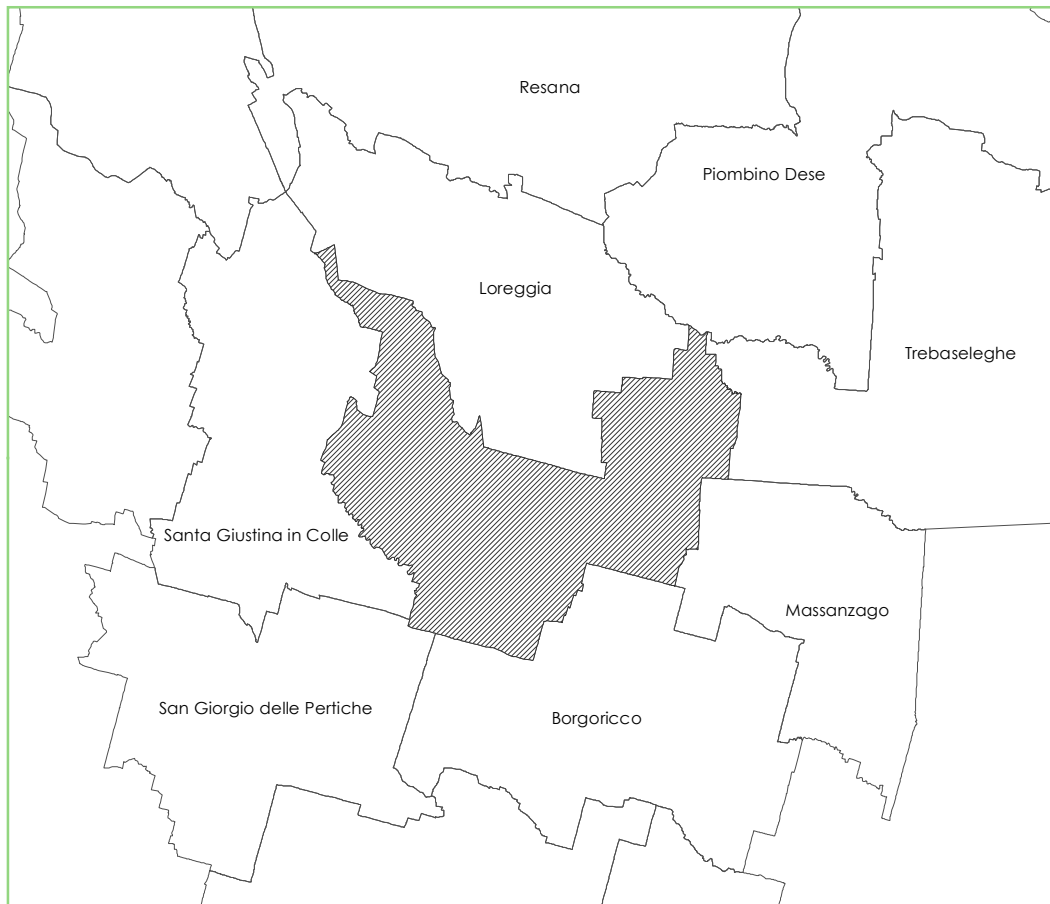 Resana
Piombino Dese
Loreggia
Trebaseleghe
Santa Giustina in Colle
Massanzago
San Giorgio delle Pertiche
Borgoricco